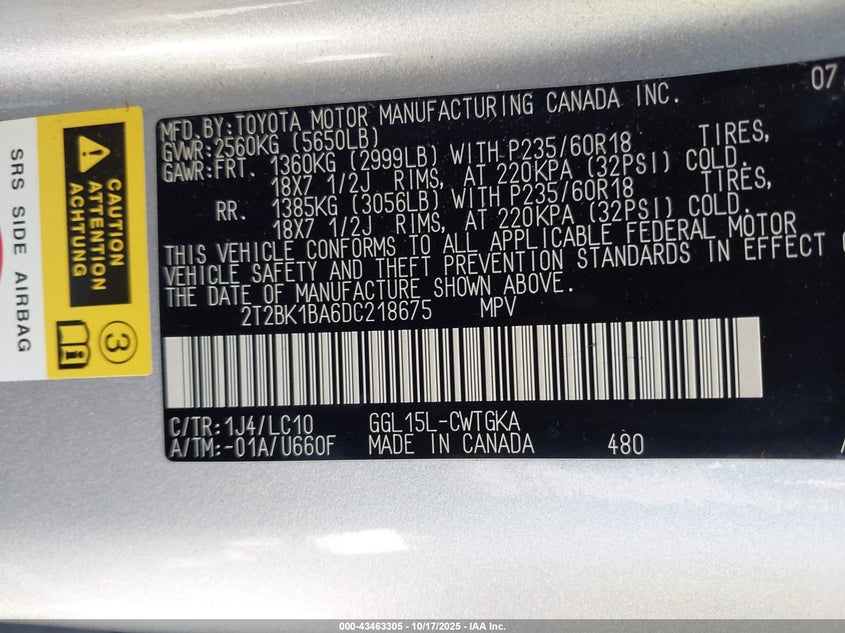 07
MFD. BY: TOYOTA MOTOR MANUFACTURING CANADA INC.
GVWR: 2560KG (5650LB)
GAWR: FRT. 1360KG (2999LB) WITH P235/60R18 TIRES,
18X7 1/2J RIMS, AT 220KPA (32PSI) COLD.
RR. 1385KG (3056LB) WITH P235/60R18 TIRES,
18X7 1/2J RIMS, AT 220KPA (32PSI) COLD.
THIS VEHICLE CONFORMS TO ALL APPLICABLE FEDERAL MOTOR
VEHICLE SAFETY AND THEFT PREVENTION STANDARDS IN EFFECT
THE DATE OF MANUFACTURE SHOWN ABOVE.
2T2BK1BA6DC218675 MPV
C/TR: 1J4/LC10 GGL15L-CWTGKA
A/TM: -01A/U660F MADE IN CANADA 480
SRS SIDE AIRBAG
CAUTION
ATTENTION
ACHTUNG
3
i
000-43463305 - 10/17/2025 - IAA Inc.